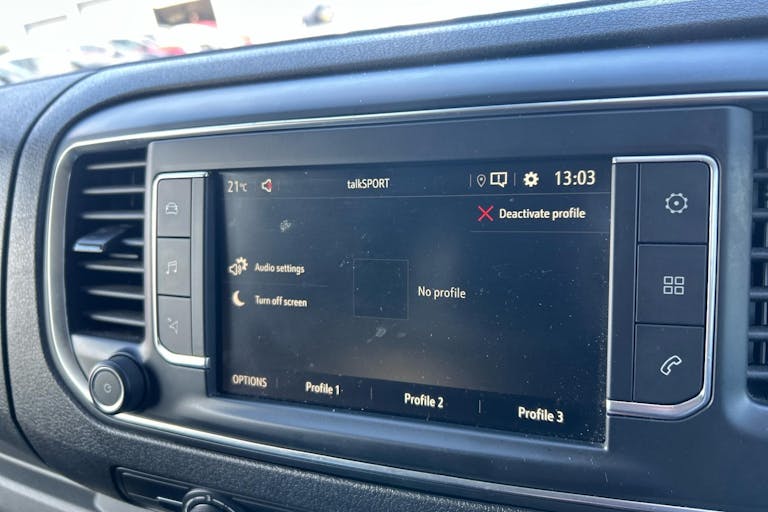 21°C
talkSPORT
13:03
Deactivate profile
Audio settings
No profile
Turn off screen
OPTIONS
Profile 1
Profile 2
Profile 3